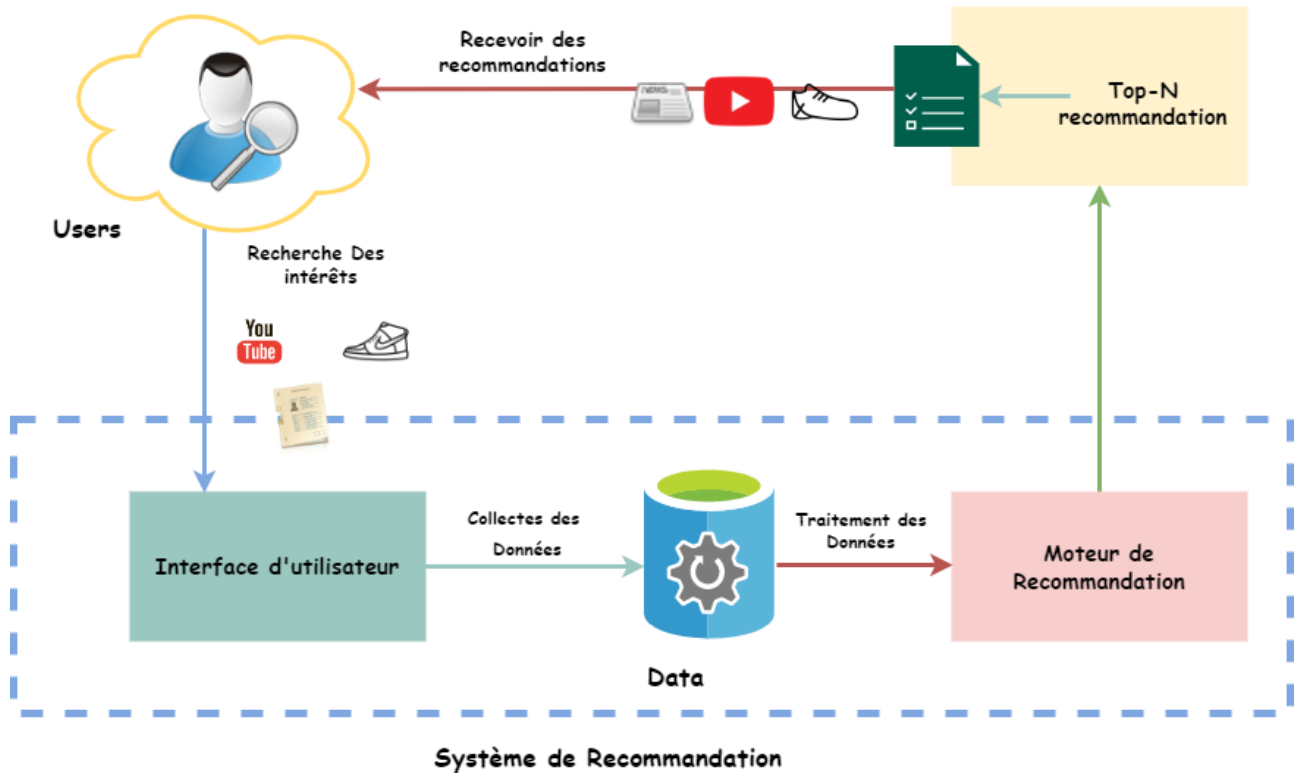 Recevoir des
recommandations
NEWS
Top-N
recommandation
Users
Recherche Des
intérêts
You
Tube
Collectes des
Données
Traitement des
Données
Interface d'utilisateur
Moteur de
Recommandation
Data
Système de Recommandation